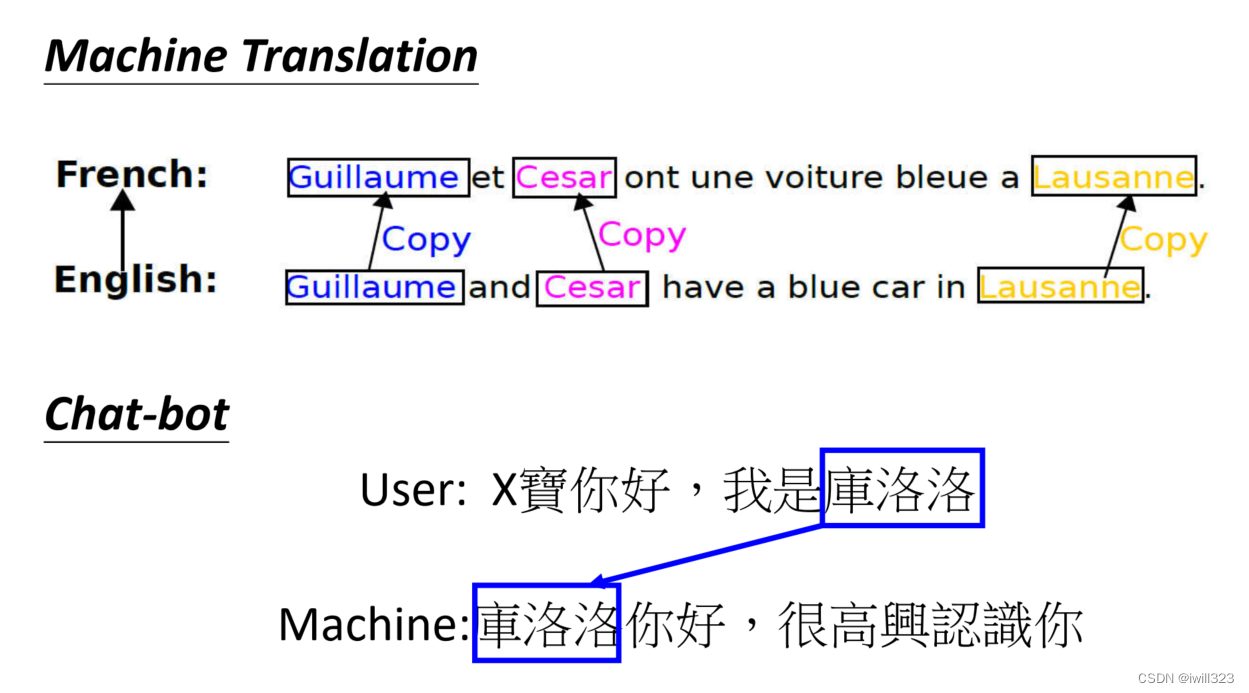 Machine Translation
French: Guillaume et Cesar ont une voiture bleue a Lausanne.
Copy Copy Copy
English: Guillaume and Cesar have a blue car in Lausanne.
Chat-bot
User: X寶你好，我是庫洛洛
Machine:庫洛洛你好，很高興認識你
CSDN @iwill323